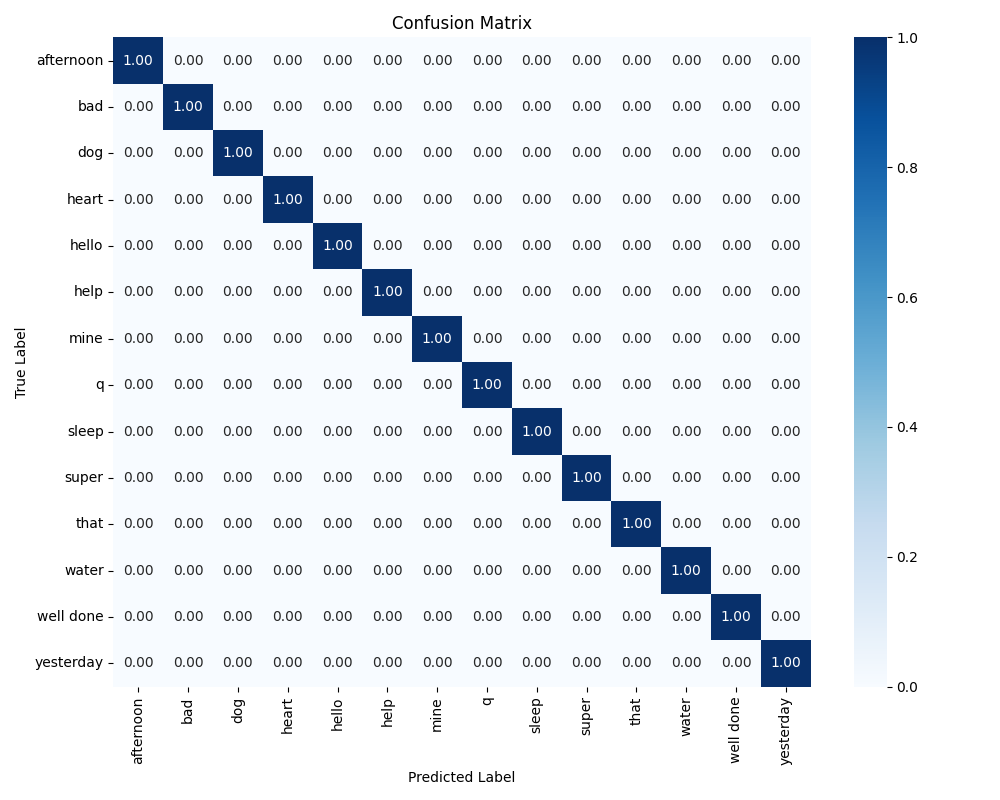 Confusion Matrix
afternoon 1.00 0.00 0.00 0.00 0.00 0.00 0.00 0.00 0.00 0.00 0.00 0.00 0.00 0.00
bad 0.00 1.00 0.00 0.00 0.00 0.00 0.00 0.00 0.00 0.00 0.00 0.00 0.00 0.00
dog 0.00 0.00 1.00 0.00 0.00 0.00 0.00 0.00 0.00 0.00 0.00 0.00 0.00 0.00
heart 0.00 0.00 0.00 1.00 0.00 0.00 0.00 0.00 0.00 0.00 0.00 0.00 0.00 0.00
hello 0.00 0.00 0.00 0.00 1.00 0.00 0.00 0.00 0.00 0.00 0.00 0.00 0.00 0.00
help 0.00 0.00 0.00 0.00 0.00 1.00 0.00 0.00 0.00 0.00 0.00 0.00 0.00 0.00
mine 0.00 0.00 0.00 0.00 0.00 0.00 1.00 0.00 0.00 0.00 0.00 0.00 0.00 0.00
q 0.00 0.00 0.00 0.00 0.00 0.00 0.00 1.00 0.00 0.00 0.00 0.00 0.00 0.00
sleep 0.00 0.00 0.00 0.00 0.00 0.00 0.00 0.00 1.00 0.00 0.00 0.00 0.00 0.00
super 0.00 0.00 0.00 0.00 0.00 0.00 0.00 0.00 0.00 1.00 0.00 0.00 0.00 0.00
that 0.00 0.00 0.00 0.00 0.00 0.00 0.00 0.00 0.00 0.00 1.00 0.00 0.00 0.00
water 0.00 0.00 0.00 0.00 0.00 0.00 0.00 0.00 0.00 0.00 0.00 1.00 0.00 0.00
well done 0.00 0.00 0.00 0.00 0.00 0.00 0.00 0.00 0.00 0.00 0.00 0.00 1.00 0.00
yesterday 0.00 0.00 0.00 0.00 0.00 0.00 0.00 0.00 0.00 0.00 0.00 0.00 0.00 1.00
True Label
afternoon bad dog heart hello help mine q sleep super that water well done yesterday
Predicted Label
1.0
0.8
0.6
0.4
0.2
0.0